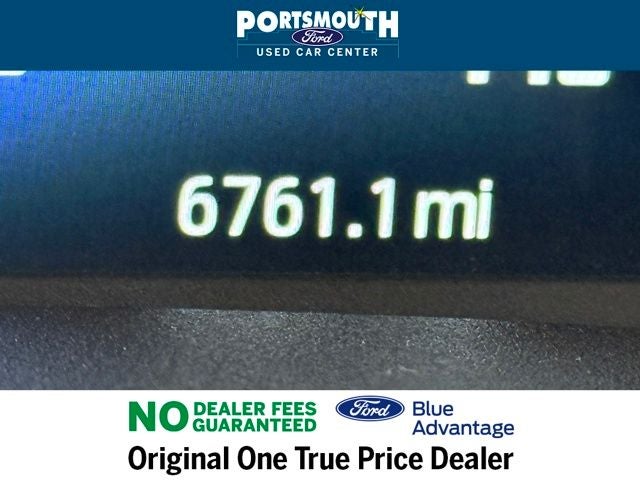 PORTSMOUTH
Ford
USED CAR CENTER
6761.1 mi
NO DEALER FEES GUARANTEED
Ford Blue Advantage
Original One True Price Dealer